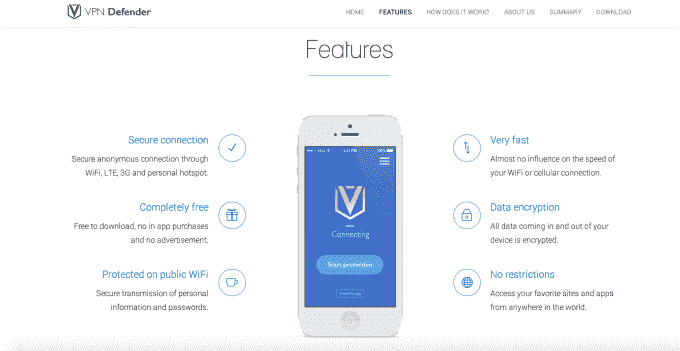 VPN Defender
HOME FEATURES HOW DOES IT WORK? ABOUT US SUMMARY DOWNLOAD
Features
Secure connection
Secure anonymous connection through
WiFi, LTE, 3G and personal hotspot.
Completely free
Free to download, no in app purchases
and no advertisement.
Protected on public WiFi
Secure transmission of personal
information and passwords.
Connecting
Start protection
Very fast
Almost no influence on the speed of
your WiFi or cellular connection.
Data encryption
All data coming in and out of your
device is encrypted.
No restrictions
Access your favorite sites and apps
from anywhere in the world.